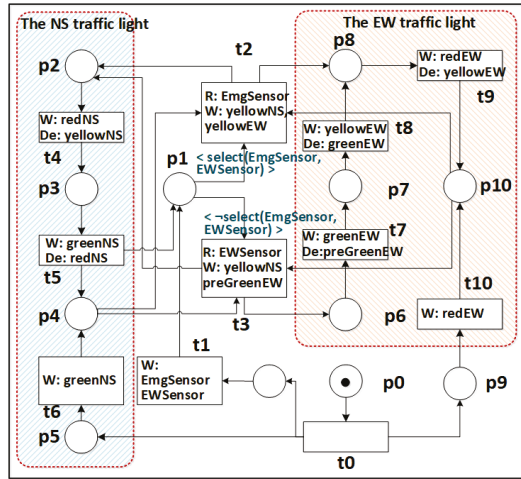 The NS traffic light
The EW traffic light
p2
t2
p8
R: EmgSensor
W: yellowNS
yellowEW
W: redEW
De: yellowEW
t9
W: redNS
De: yellowNS
t4
W: yellowEW
De: greenEW
t8
p1
< select(EmgSensor,
EWSensor) >
p3
p7
p10
< ¬select(EmgSensor,
EWSensor) >
t7
W: greenNS
De: redNS
t5
R: EWSensor
W: yellowNS
preGreenEW
W: greenEW
De:preGreenEW
t10
p4
t3
p6
W: redEW
t1
W: greenNS
t6
W:
EmgSensor
EWSensor
p0
p9
p5
t0